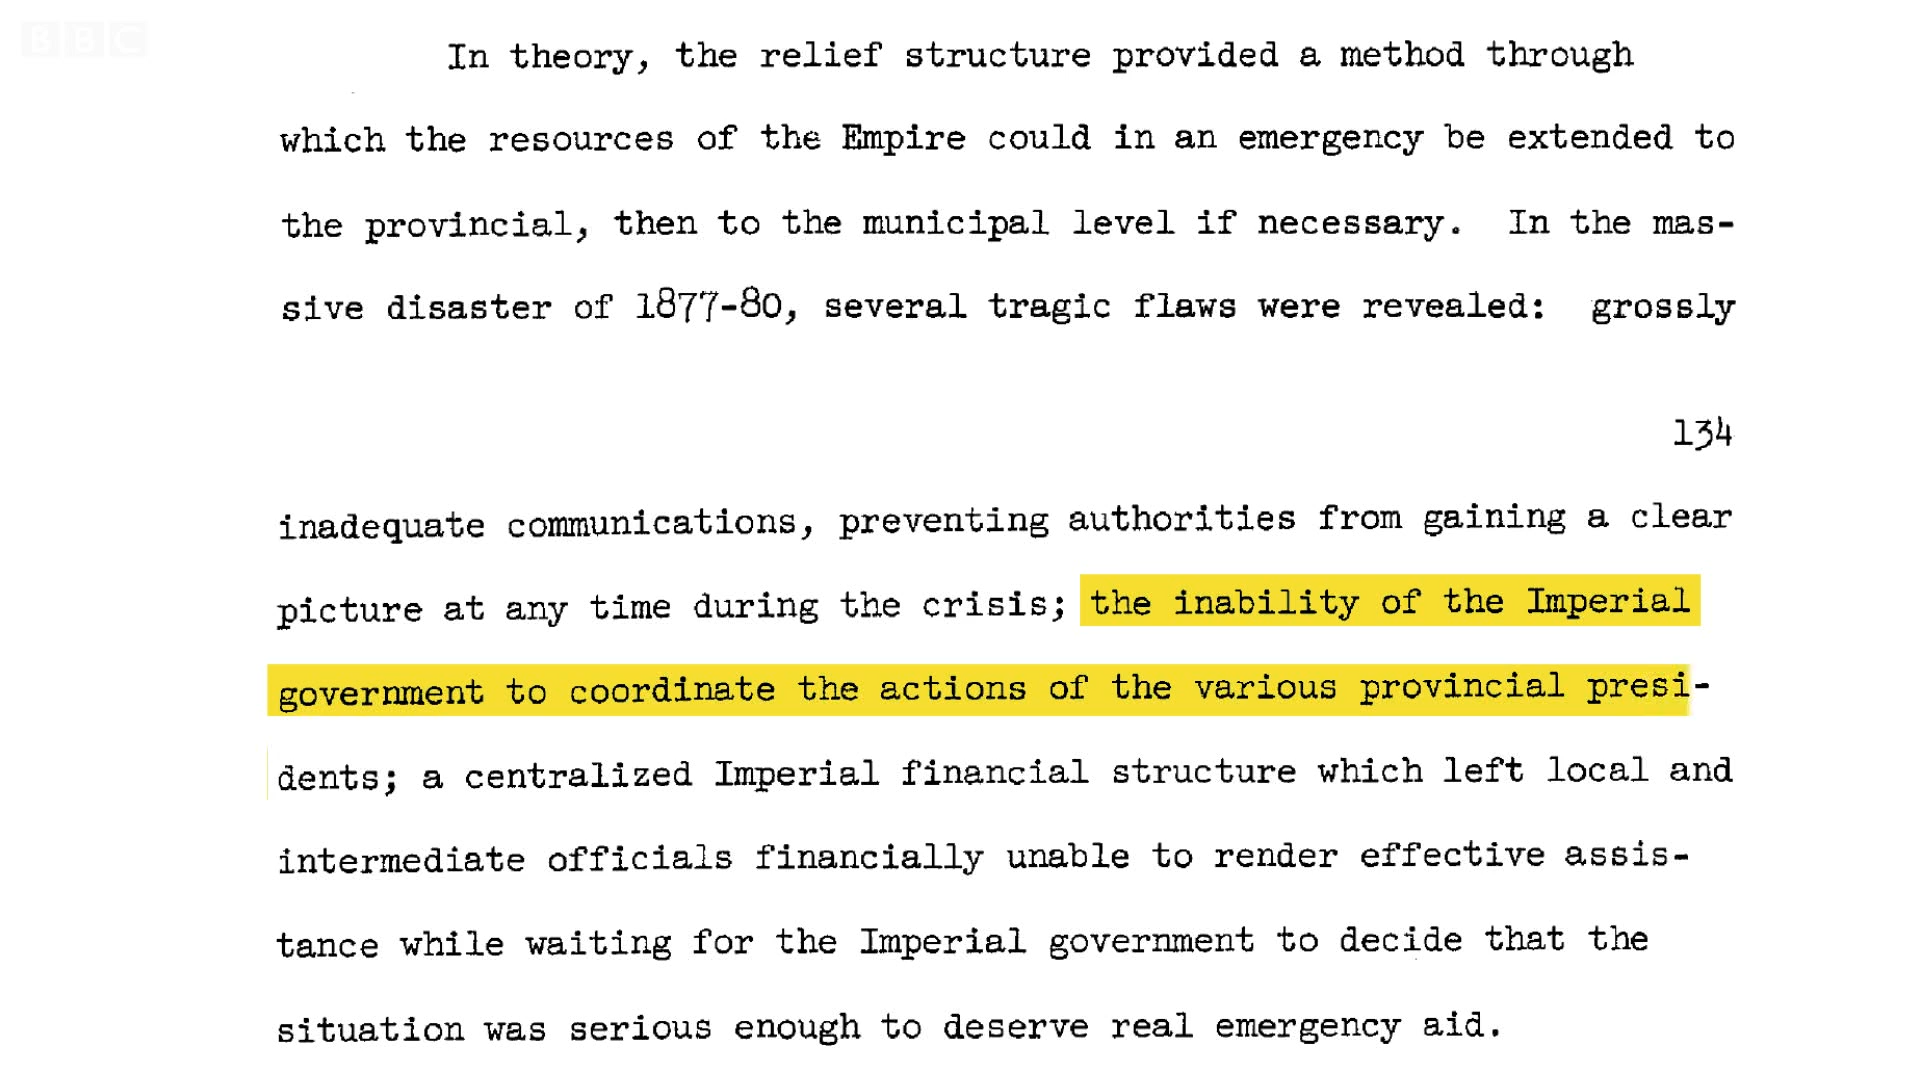 BBC
In theory, the relief structure provided a method through
which the resources of the Empire could in an emergency be extended to
the provincial, then to the municipal level if necessary. In the mas-
sive disaster of 1877-80, several tragic flaws were revealed: grossly
134
inadequate communications, preventing authorities from gaining a clear
picture at any time during the crisis; the inability of the Imperial
government to coordinate the actions of the various provincial presi-
dents; a centralized Imperial financial structure which left local and
intermediate officials financially unable to render effective assis-
tance while waiting for the Imperial government to decide that the
situation was serious enough to deserve real emergency aid.